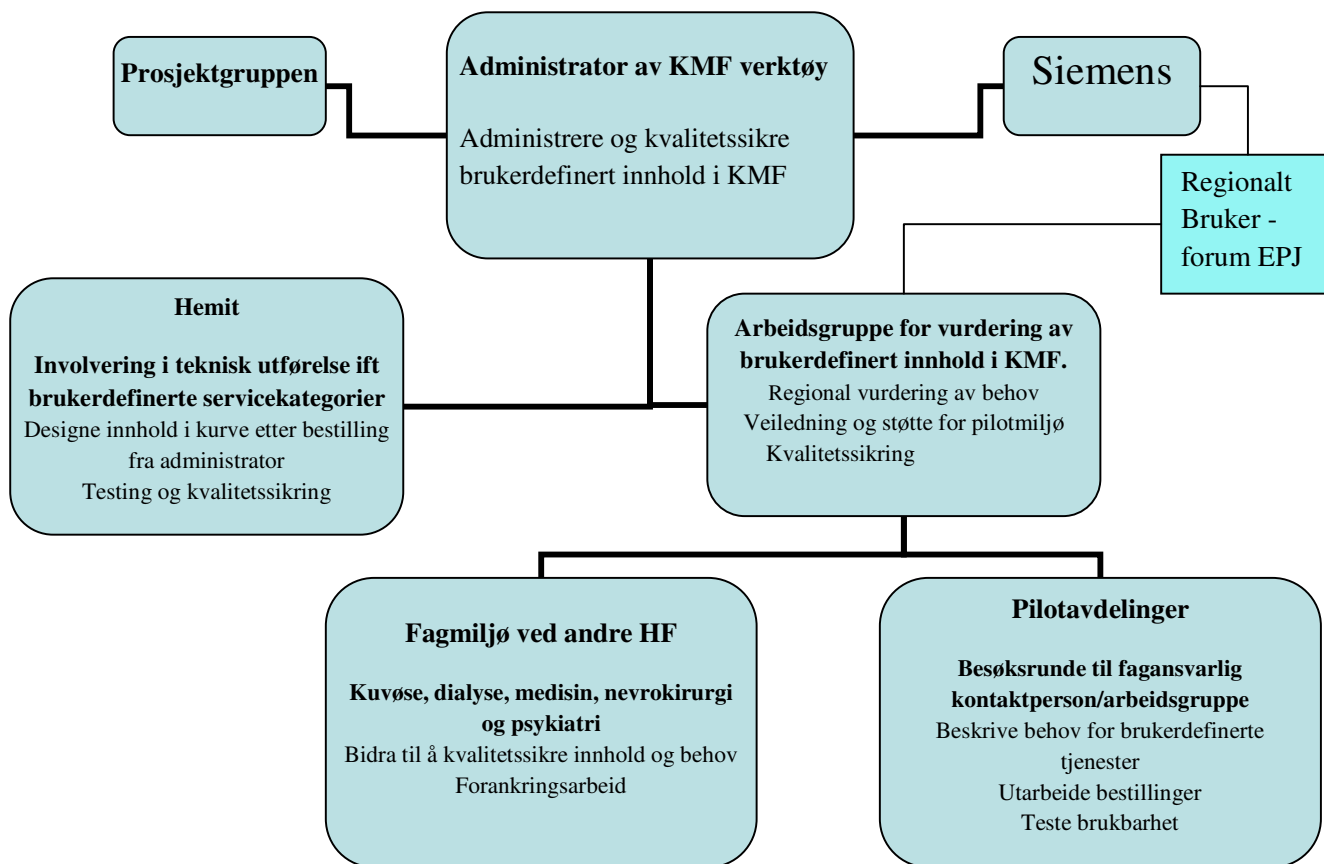 Prosjektgruppen
Administrator av KMF verktøy
Administrere og kvalitetssikre
brukerdefinert innhold i KMF
Siemens
Regionalt
Bruker -
forum EPJ
Hemit
Involvering i teknisk utførelse ift
brukerdefinerte servicekategorier
Designe innhold i kurve etter bestilling
fra administrator
Testing og kvalitetssikring
Arbeidsgruppe for vurdering av
brukerdefinert innhold i KMF.
Regional vurdering av behov
Veiledning og støtte for pilotmiljø
Kvalitetssikring
Fagmiljø ved andre HF
Kuvøse, dialyse, medisin, nevrokirurgi
og psykiatri
Bidra til å kvalitetssikre innhold og behov
Forankringsarbeid
Pilotavdelinger
Besøksrunde til fagansvarlig
kontaktperson/arbeidsgruppe
Beskrive behov for brukerdefinerte
tjenester
Utarbeide bestillinger
Teste brukbarhet